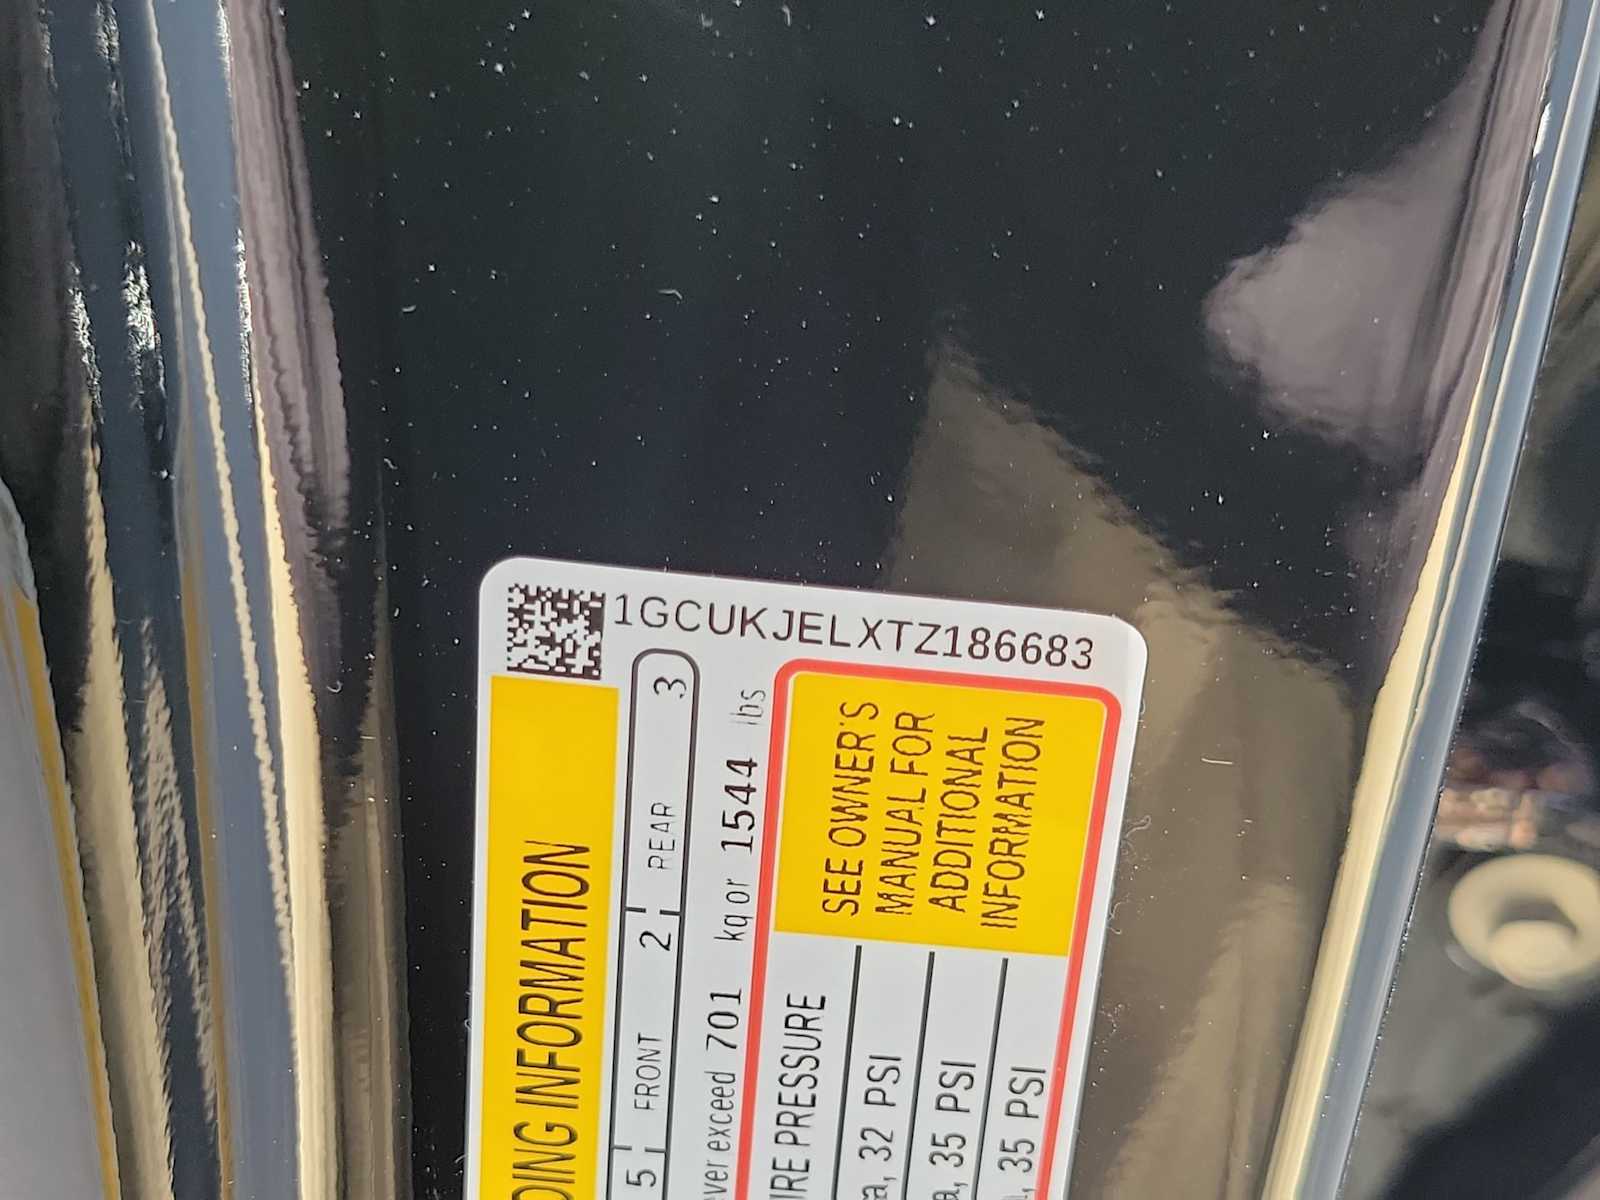 1GCUKJELXTZ186683
DING INFORMATION
5 FRONT 2 REAR 3
ver exceed 701 kg or 1544 lbs
IRE PRESSURE
a, 32 PSI
a, 35 PSI
, 35 PSI
SEE OWNER'S
MANUAL FOR
ADDITIONAL
INFORMATION